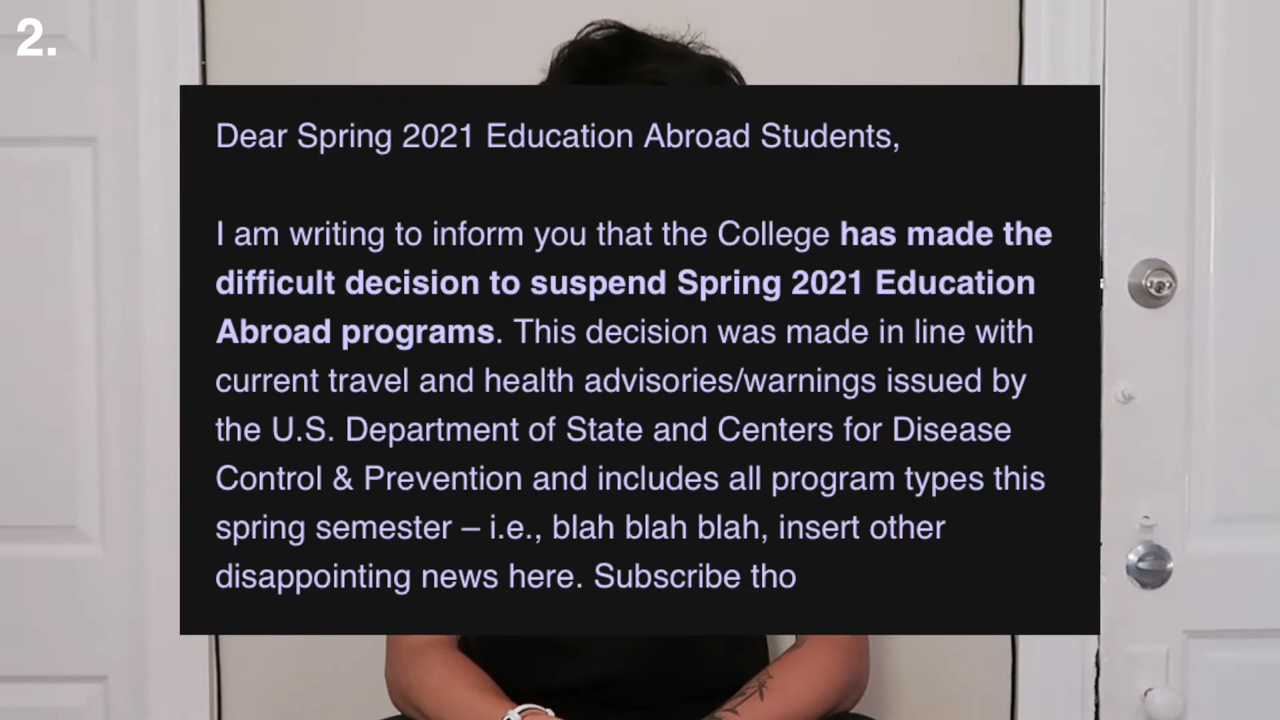 2.
Dear Spring 2021 Education Abroad Students,
I am writing to inform you that the College has made the
difficult decision to suspend Spring 2021 Education
Abroad programs. This decision was made in line with
current travel and health advisories/warnings issued by
the U.S. Department of State and Centers for Disease
Control & Prevention and includes all program types this
spring semester – i.e., blah blah blah, insert other
disappointing news here. Subscribe tho